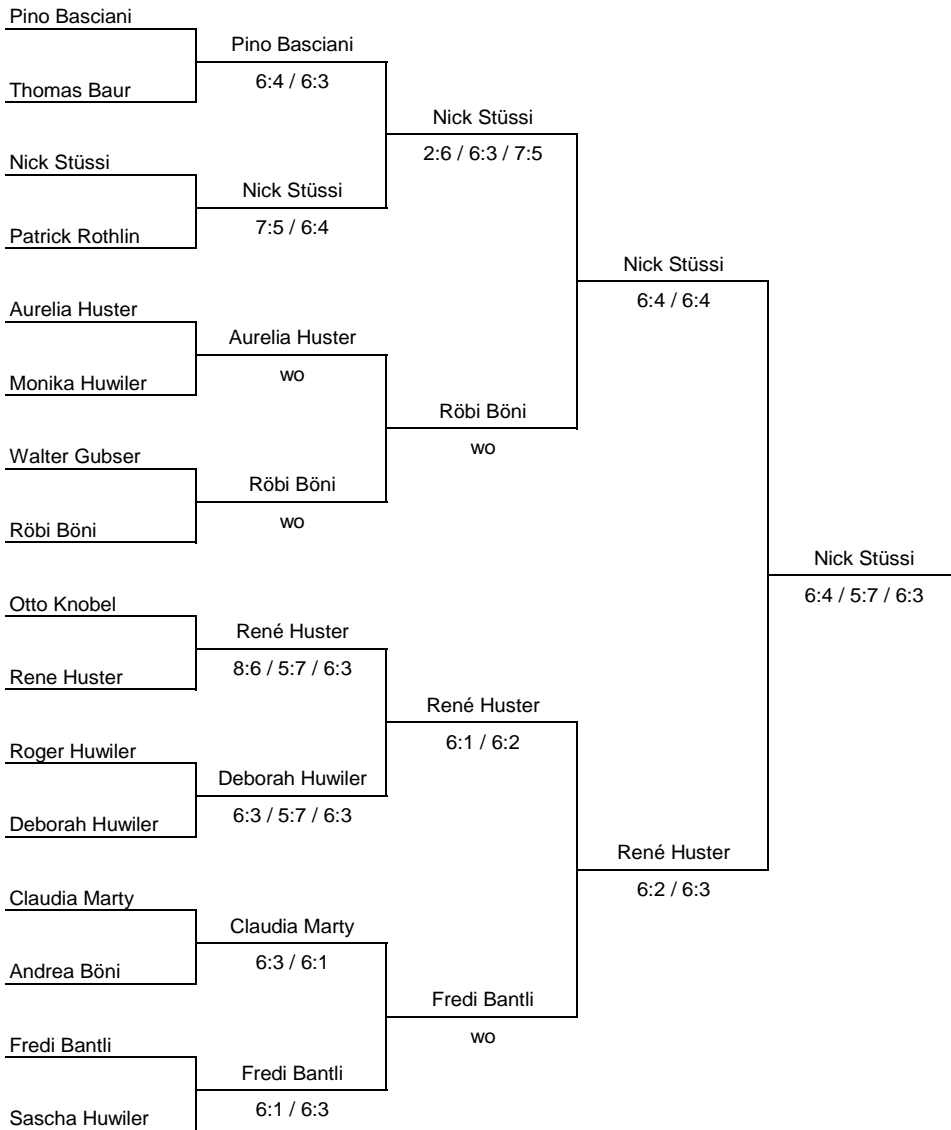 Pino Basciani
Pino Basciani
6:4 / 6:3
Thomas Baur
Nick Stüssi
2:6 / 6:3 / 7:5
Nick Stüssi
Nick Stüssi
7:5 / 6:4
Patrick Rothlin
Nick Stüssi
6:4 / 6:4
Aurelia Huster
Aurelia Huster
wo
Monika Huwiler
Röbi Böni
wo
Walter Gubser
Röbi Böni
wo
Röbi Böni
Nick Stüssi
6:4 / 5:7 / 6:3
Otto Knobel
René Huster
8:6 / 5:7 / 6:3
Rene Huster
René Huster
6:1 / 6:2
Roger Huwiler
Deborah Huwiler
6:3 / 5:7 / 6:3
Deborah Huwiler
René Huster
6:2 / 6:3
Claudia Marty
Claudia Marty
6:3 / 6:1
Andrea Böni
Fredi Bantli
wo
Fredi Bantli
Fredi Bantli
6:1 / 6:3
Sascha Huwiler